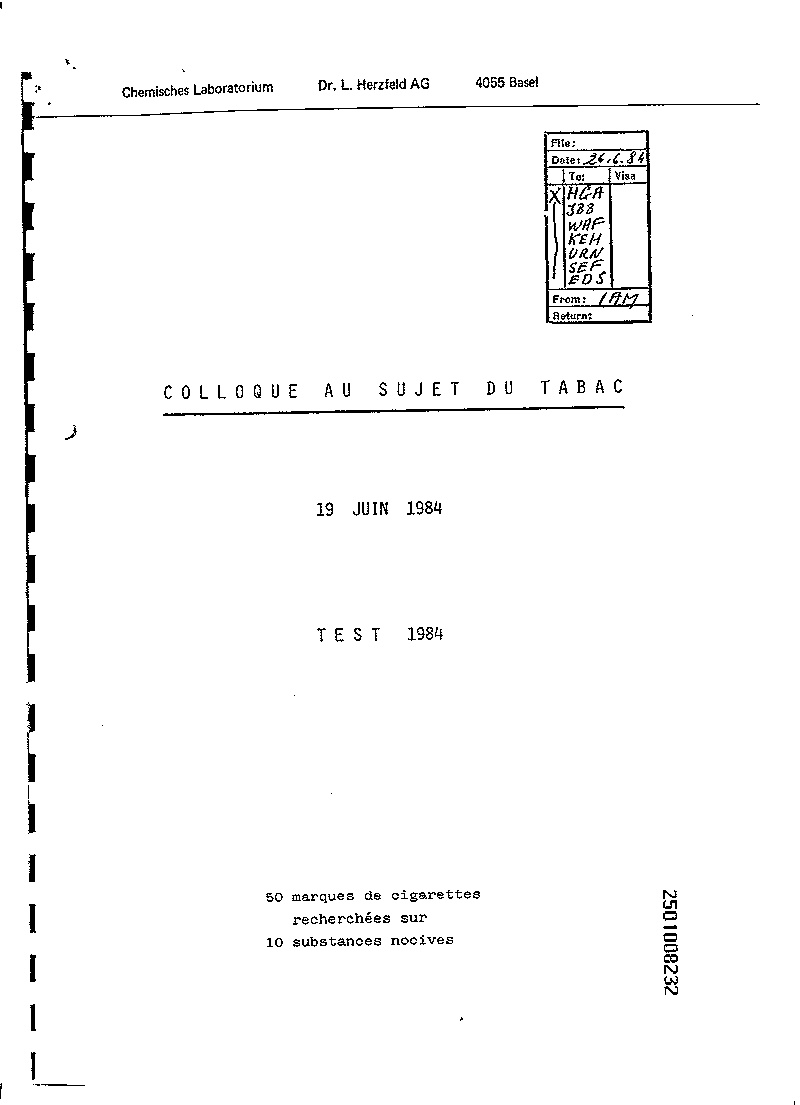 Chemisches Laboratorium Dr. L. Herzfeld AG 4055 Basel
File:
Date: 26.6.84
To: Visa
X HGA
JBB
WAF
KEH
URN
SEF
EDS
From: IAM
Return:
COLLOQUE AU SUJET DU TABAC
19 JUIN 1984
TEST 1984
50 marques de cigarettes
recherchées sur
10 substances nocives
2501008232